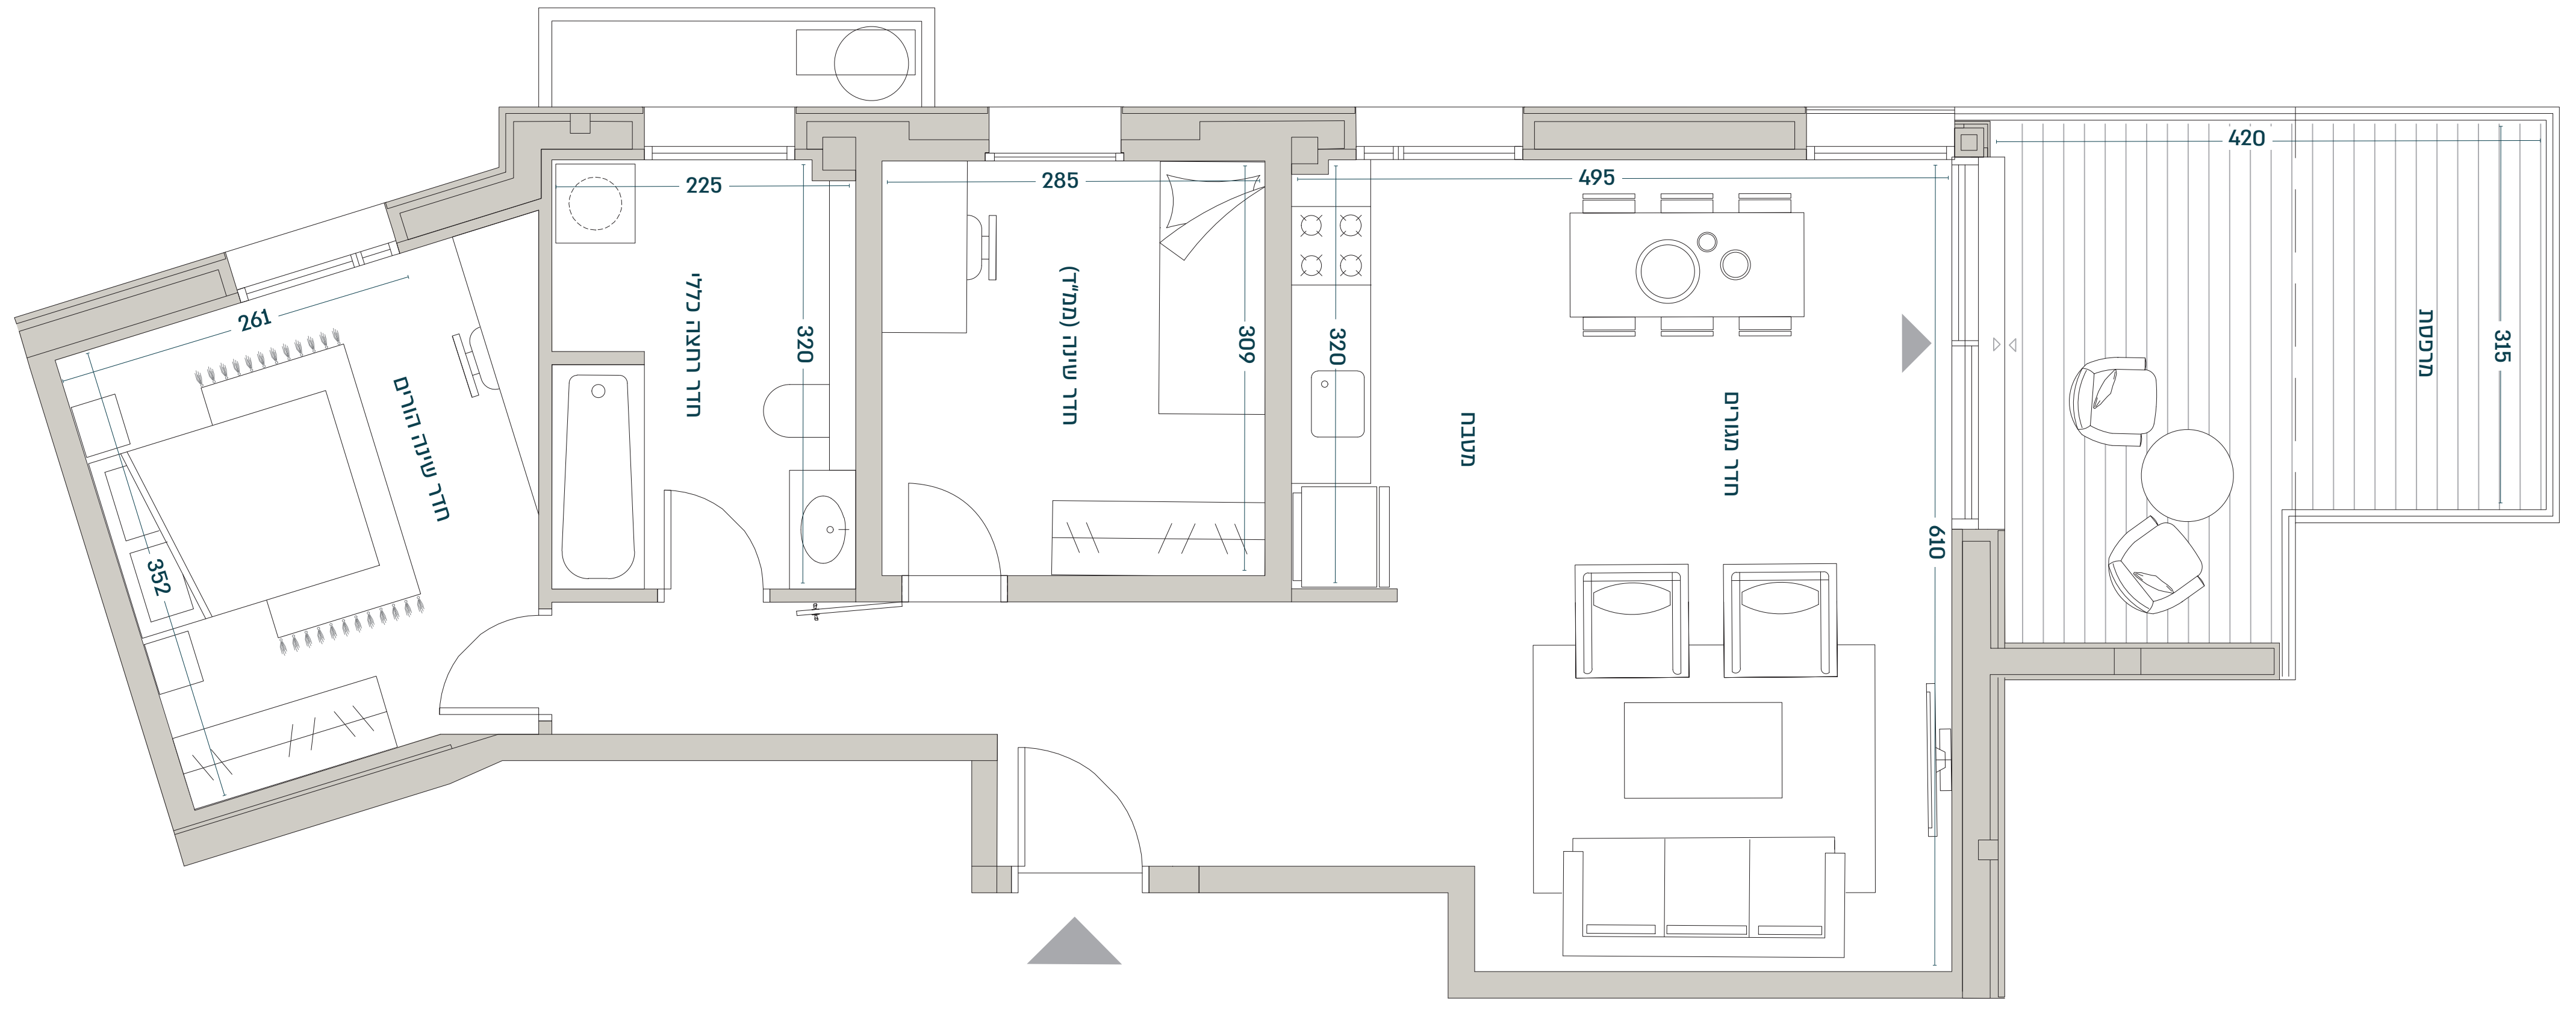 420
225
285
495
261
320
309
320
315
חדר רחצה כללי
חדר שינה (ממ"ד)
מרפסת
חדר שינה הורים
מטבח
חדר מגורים
610
352